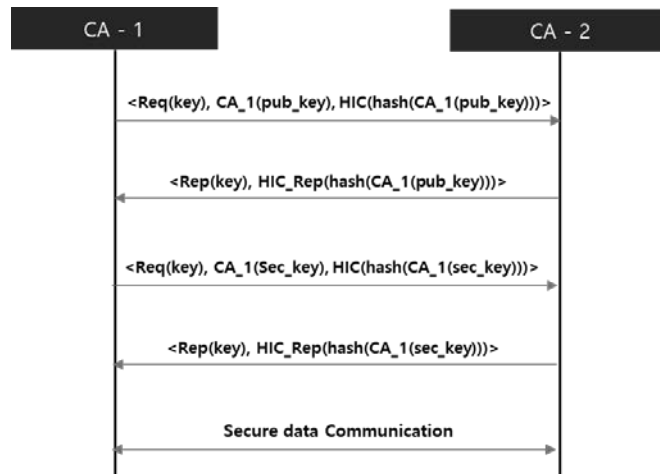 CA - 1
CA - 2
<Req(key), CA_1(pub_key), HIC(hash(CA_1(pub_key)))>
<Rep(key), HIC_Rep(hash(CA_1(pub_key)))>
<Req(key), CA_1(Sec_key), HIC(hash(CA_1(sec_key)))>
<Rep(key), HIC_Rep(hash(CA_1(sec_key)))>
Secure data Communication